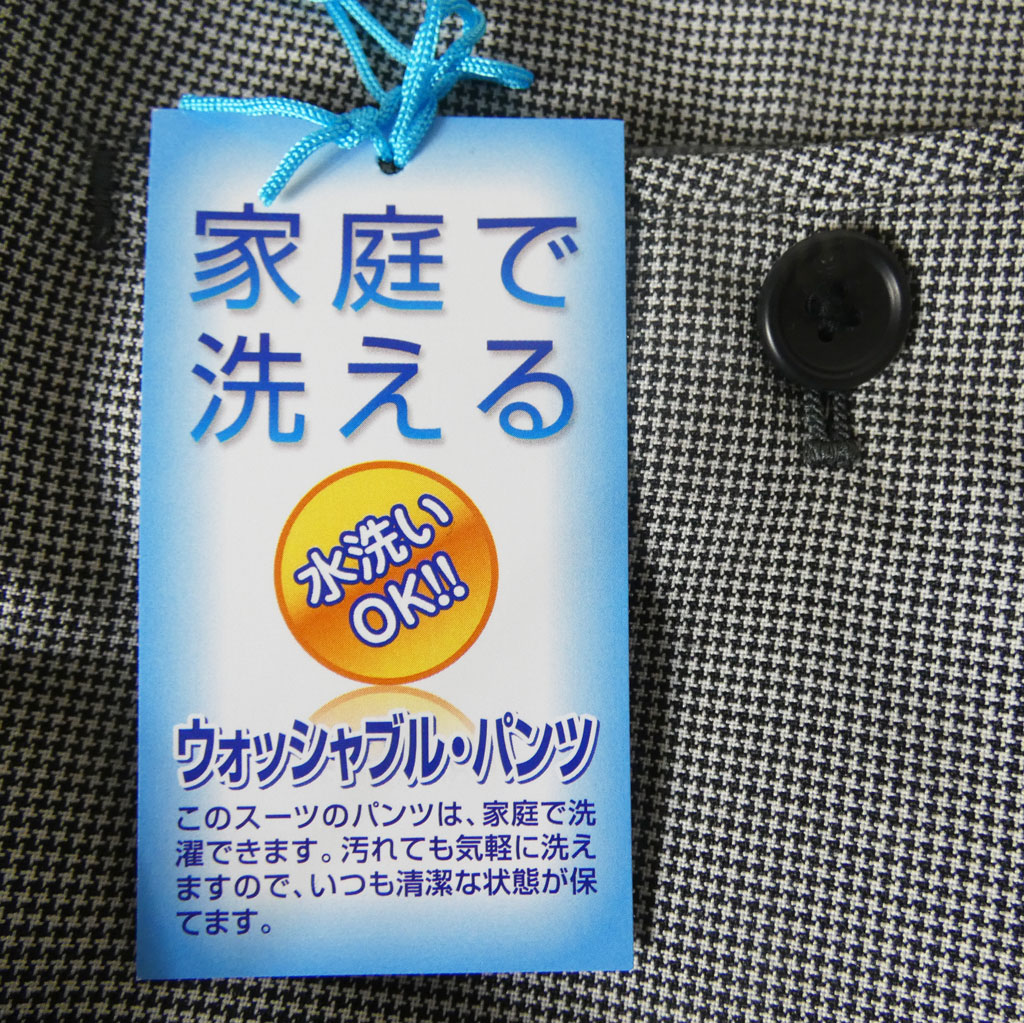 家庭で
洗える
水洗い
OK!!
ウォッシャブル・パンツ
このスーツのパンツは、家庭で洗
濯できます。汚れても気軽に洗え
ますので、いつも清潔な状態が保
てます。